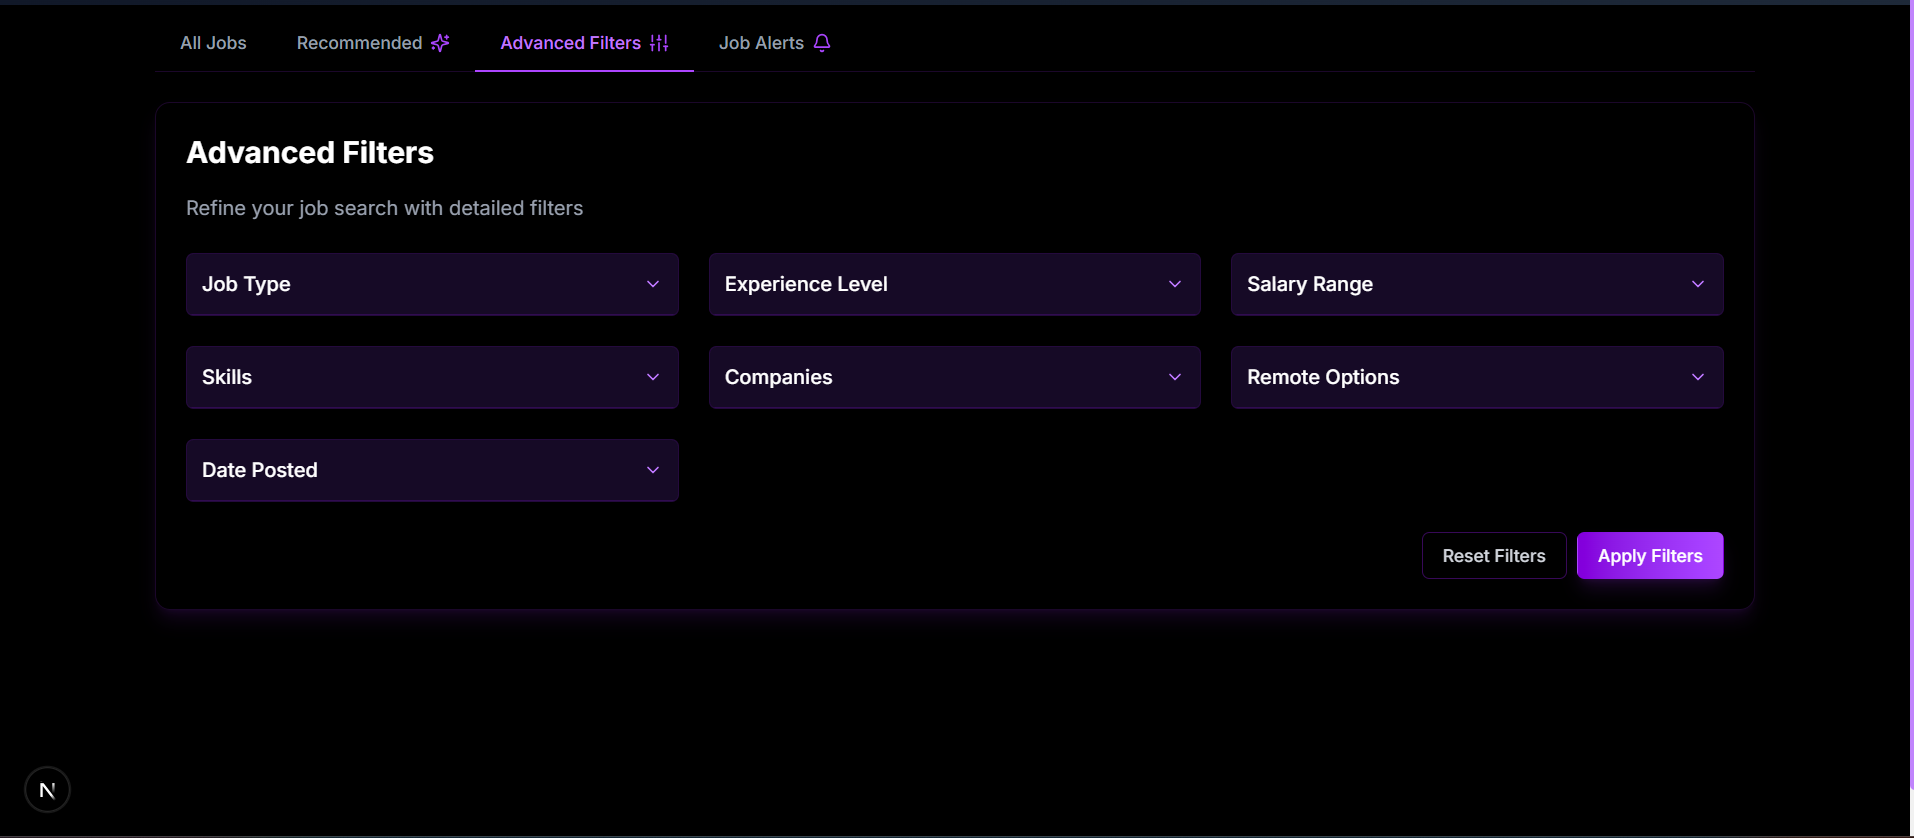 All Jobs Recommended Advanced Filters Job Alerts
Advanced Filters
Refine your job search with detailed filters
Job Type Experience Level Salary Range
Skills Companies Remote Options
Date Posted
Reset Filters Apply Filters
N